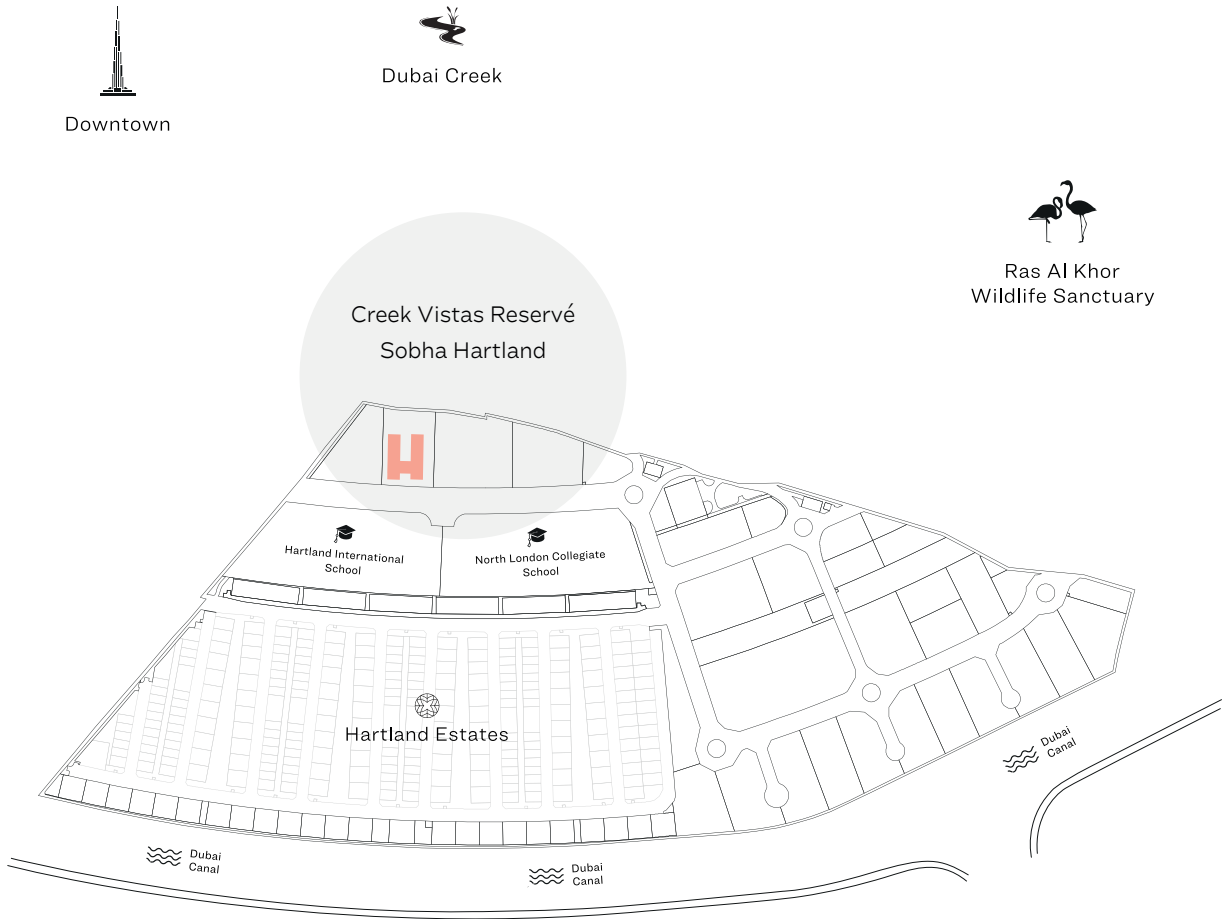 Dubai Creek
Downtown
Ras Al Khor
Wildlife Sanctuary
Creek Vistas Reservé
Sobha Hartland
Hartland International
School
North London Collegiate
School
Hartland Estates
Dubai
Canal
Dubai
Canal
Dubai
Canal